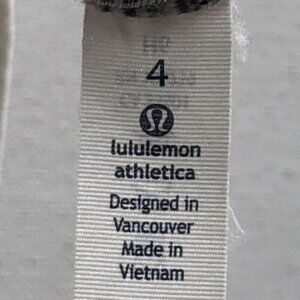 4
lululemon
athletica
Designed in
Vancouver
Made in
Vietnam